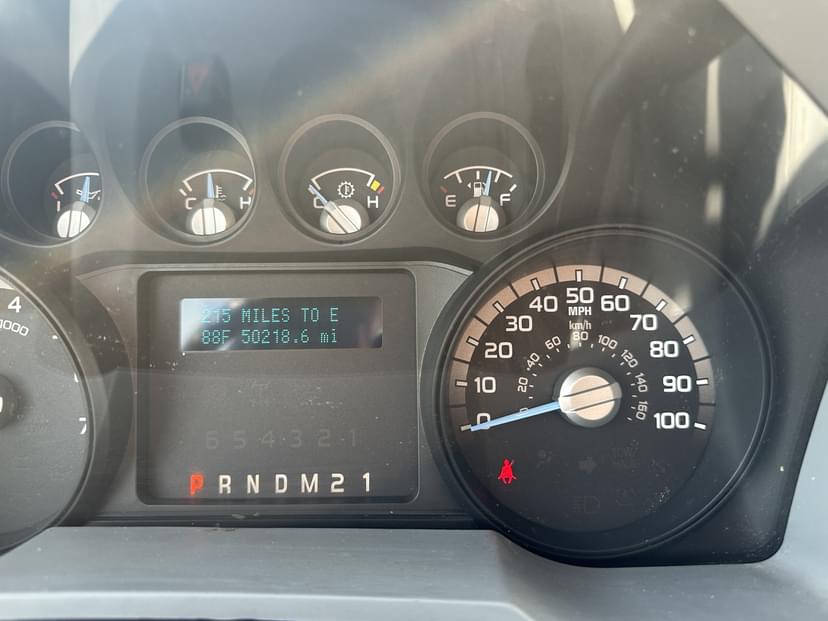 C H
C H
E F
215 MILES TO E
88F 50218.6 mi
6 5 4 3 2 1
P R N D M 2 1
4
7
0 10 20 30 40 50 60 70 80 90 100
MPH
km/h
20 40 60 80 100 120 140 160